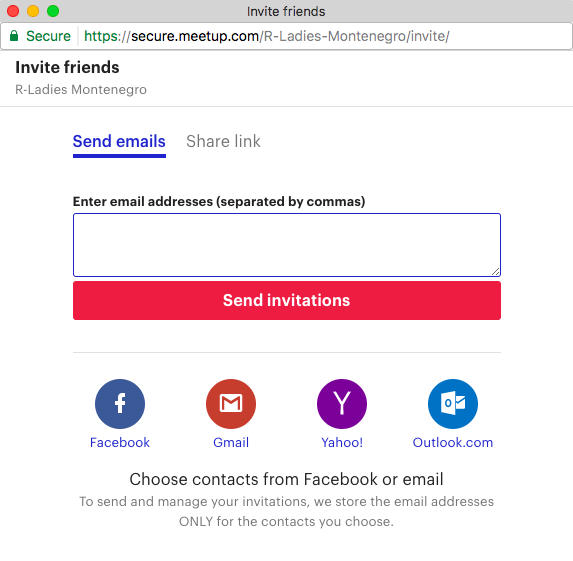 Invite friends
Secure https://secure.meetup.com/R-Ladies-Montenegro/invite/
Invite friends
R-Ladies Montenegro
Send emails Share link
Enter email addresses (separated by commas)
Send invitations
Facebook Gmail Yahoo! Outlook.com
Choose contacts from Facebook or email
To send and manage your invitations, we store the email addresses
ONLY for the contacts you choose.